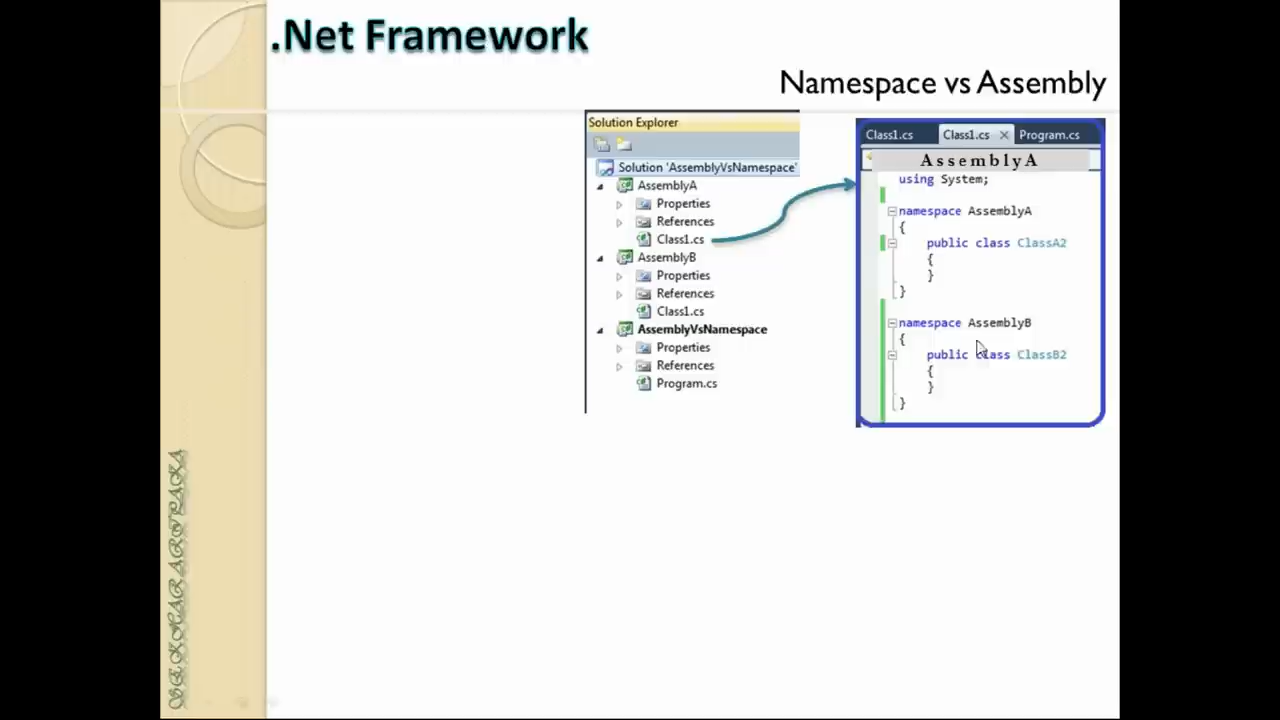 .Net Framework
Namespace vs Assembly
Solution Explorer
Solution 'AssemblyVsNamespace'
AssemblyA
Properties
References
Class1.cs
AssemblyB
Properties
References
Class1.cs
AssemblyVsNamespace
Properties
References
Program.cs
Class1.cs Class1.cs Program.cs
AssemblyA
using System;
namespace AssemblyA
{
public class ClassA2
{
}
}
namespace AssemblyB
{
public class ClassB2
{
}
}